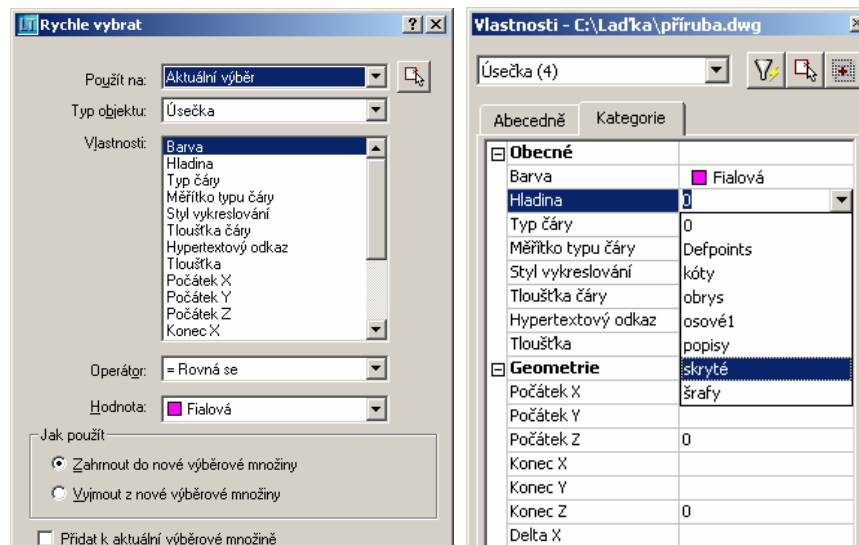 Rychle vybrat
Použít na: Aktuální výběr
Typ objektu: Úsečka
Vlastnosti: Barva
Hladina
Typ čáry
Měřítko typu čáry
Styl vykreslování
Tloušťka čáry
Hypertextový odkaz
Tloušťka
Počátek X
Počátek Y
Počátek Z
Konec X
Operátor: = Rovná se
Hodnota: Fialová
Jak použít
Zahrnout do nové výběrové množiny
Vyjmout z nové výběrové množiny
Přidat k aktuální výběrové množině
Vlastnosti - C:\Laďka\příruba.dwg
Úsečka (4)
Abecedně Kategorie
Obecné
Barva Fialová
Hladina 0
Typ čáry 0
Měřítko typu čáry Defpoints
Styl vykreslování kóty
Tloušťka čáry obrys
Hypertextový odkaz osové1
Tloušťka popisy
Geometrie skryté
Počátek X šrafy
Počátek Y
Počátek Z 0
Konec X
Konec Y
Konec Z 0
Delta X